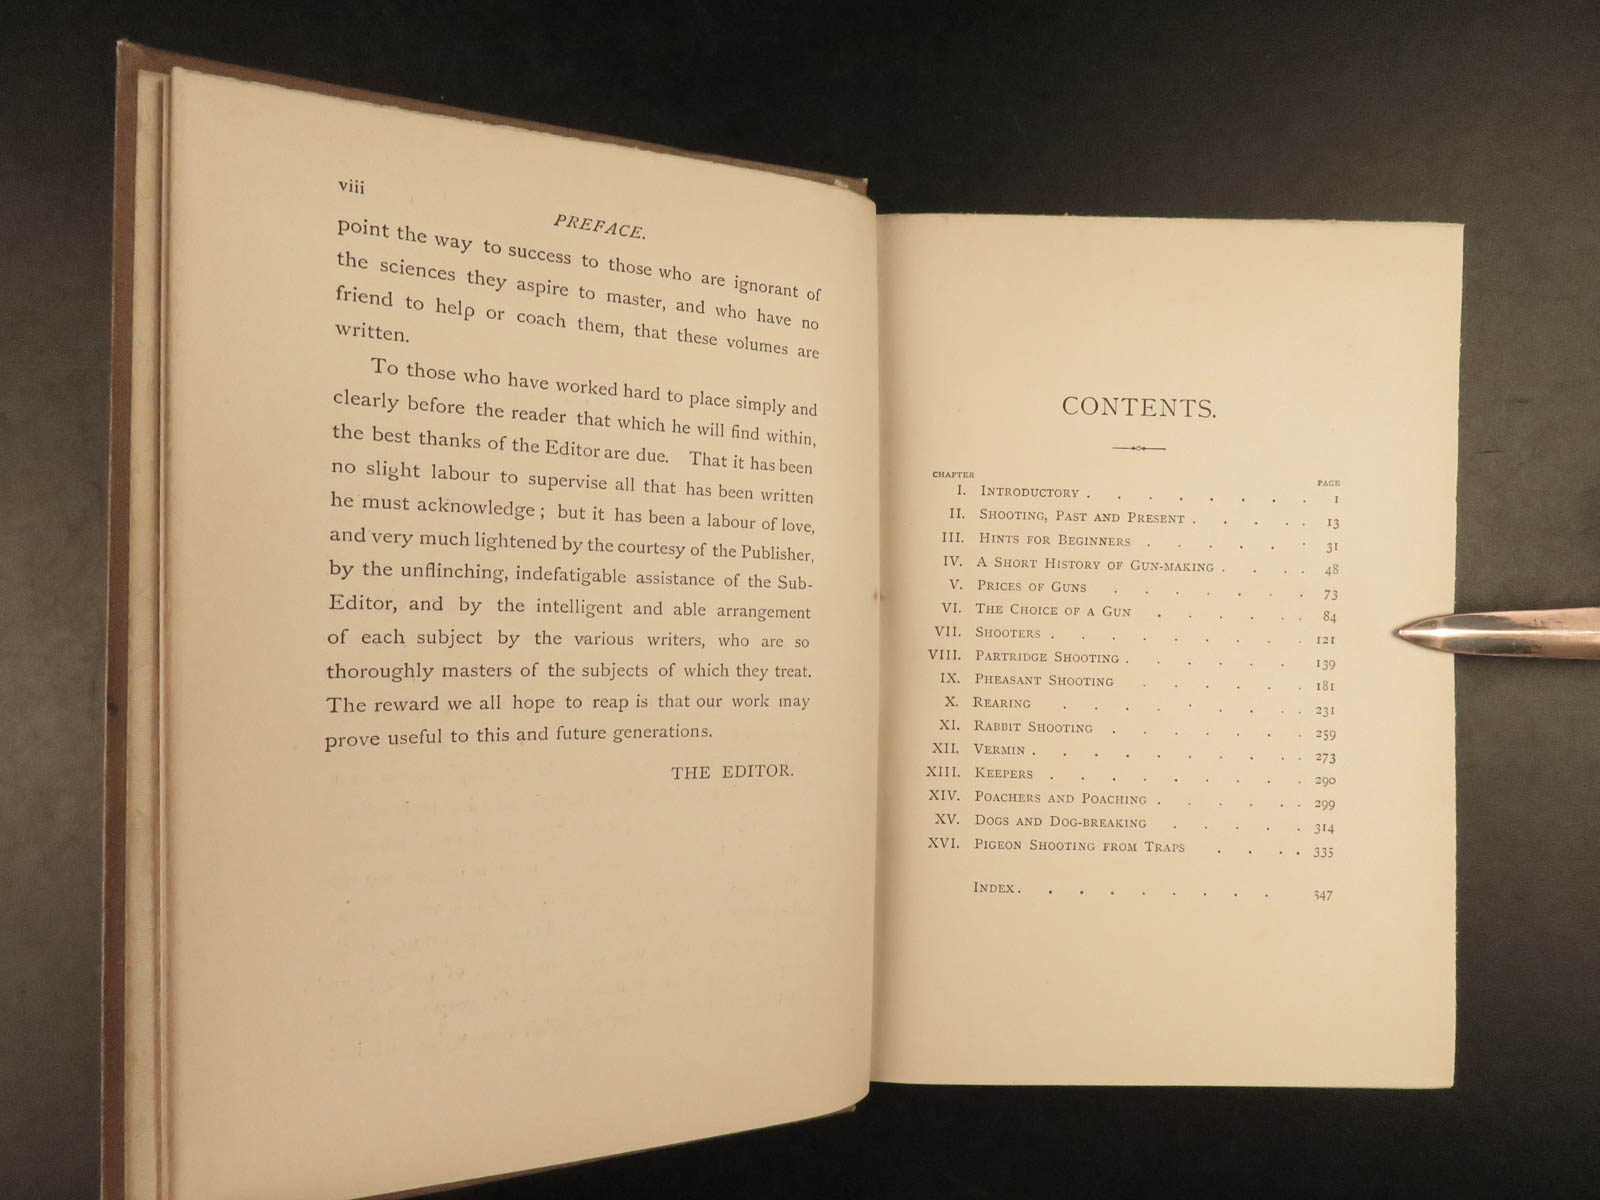 viii
PREFACE.
point the way to success to those who are ignorant of
the sciences they aspire to master, and who have no
friend to help or coach them, that these volumes are
written.
To those who have worked hard to place simply and
clearly before the reader that which he will find within,
the best thanks of the Editor are due. That it has been
no slight labour to supervise all that has been written
he must acknowledge; but it has been a labour of love,
and very much lightened by the courtesy of the Publisher,
by the unflinching, indefatigable assistance of the Sub-
Editor, and by the intelligent and able arrangement
of each subject by the various writers, who are so
thoroughly masters of the subjects of which they treat.
The reward we all hope to reap is that our work may
prove useful to this and future generations.
THE EDITOR.
CONTENTS.
CHAPTER PAGE
I. INTRODUCTORY . . . . . . . . 1
II. SHOOTING, PAST AND PRESENT . . . . . 13
III. HINTS FOR BEGINNERS . . . . . . 31
IV. A SHORT HISTORY OF GUN-MAKING . . . . 48
V. PRICES OF GUNS . . . . . . . 73
VI. THE CHOICE OF A GUN . . . . . . 84
VII. SHOOTERS . . . . . . . . . 121
VIII. PARTRIDGE SHOOTING . . . . . . . 139
IX. PHEASANT SHOOTING . . . . . . 181
X. REARING . . . . . . . . . 231
XI. RABBIT SHOOTING . . . . . . . 259
XII. VERMIN . . . . . . . . . . 273
XIII. KEEPERS . . . . . . . . . 290
XIV. POACHERS AND POACHING . . . . . . 299
XV. DOGS AND DOG-BREAKING . . . . . 314
XVI. PIGEON SHOOTING FROM TRAPS . . . . 335
INDEX . . . . . . . . . 347